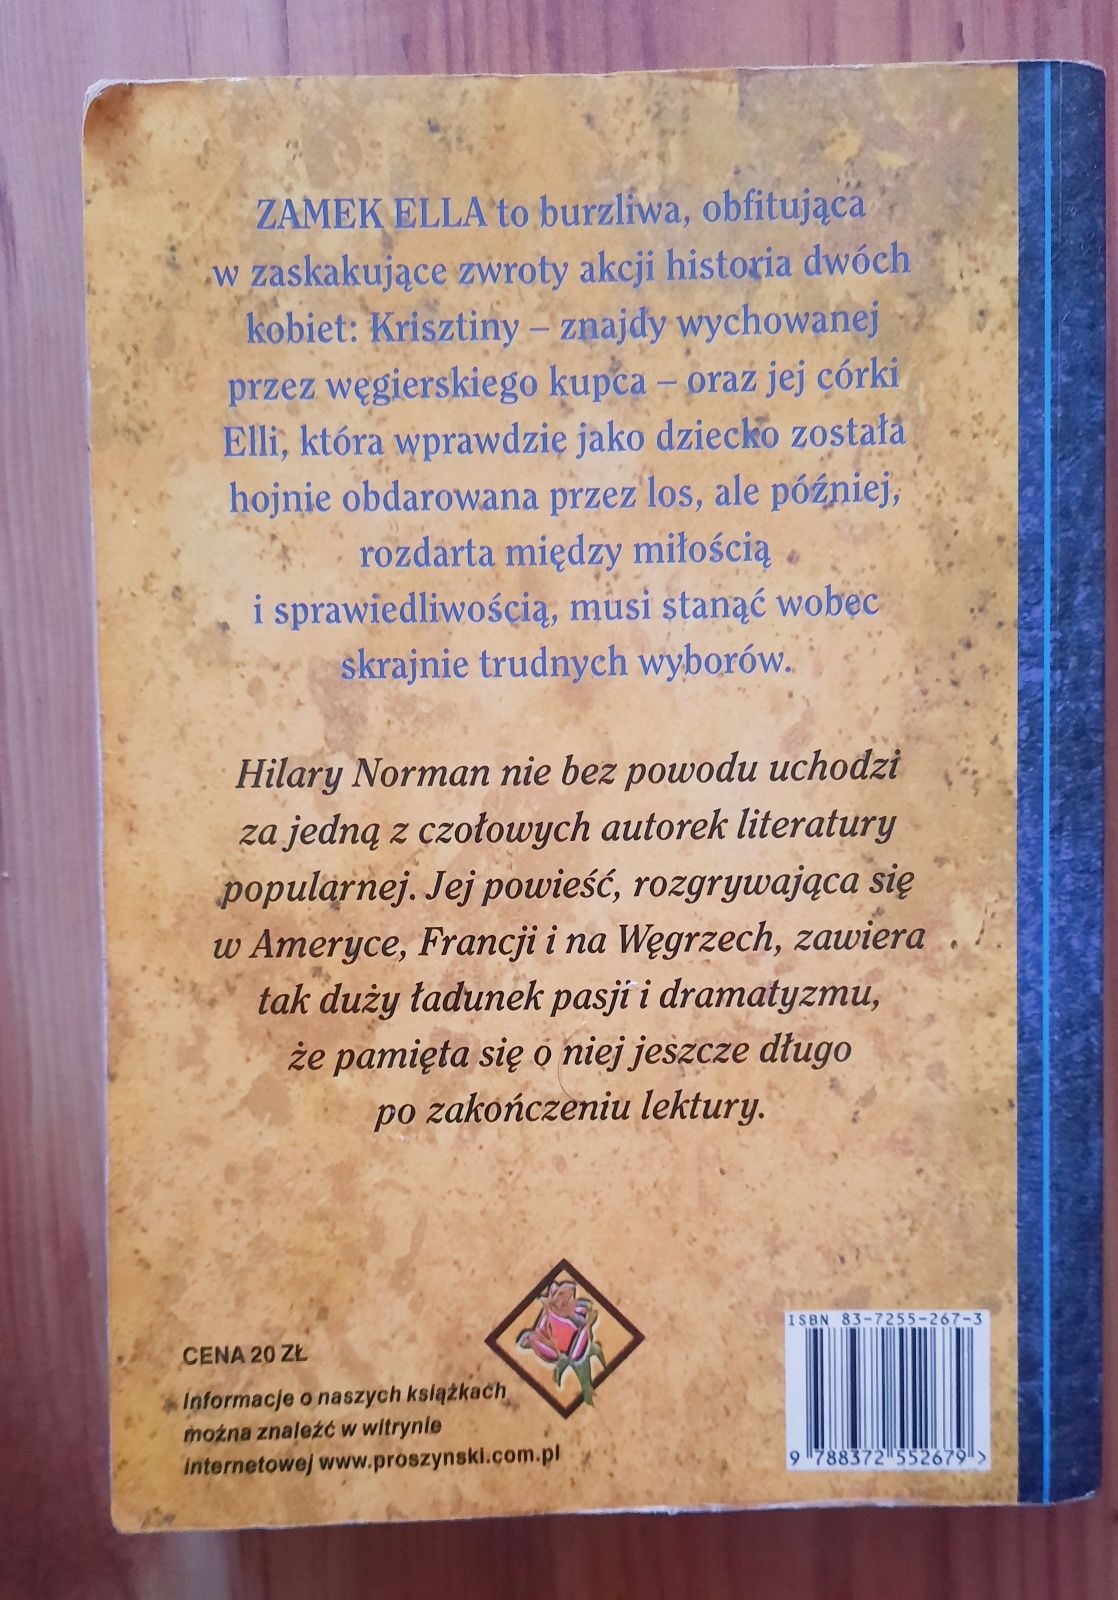 ZAMEK ELLA to burzliwa, obfitująca
w zaskakujące zwroty akcji historia dwóch
kobiet: Krisztiny – znajdy wychowanej
przez węgierskiego kupca – oraz jej córki
Elli, która wprawdzie jako dziecko została
hojnie obdarowana przez los, ale później,
rozdarta między miłością
i sprawiedliwością, musi stanąć wobec
skrajnie trudnych wyborów.
Hilary Norman nie bez powodu uchodzi
za jedną z czołowych autorek literatury
popularnej. Jej powieść, rozgrywająca się
w Ameryce, Francji i na Węgrzech, zawiera
tak duży ładunek pasji i dramatyzmu,
że pamięta się o niej jeszcze długo
po zakończeniu lektury.
CENA 20 ZŁ
Informacje o naszych książkach
można znaleźć w witrynie
internetowej www.proszynski.com.pl
ISBN 83-7255-267-3
9 788372 552679 >